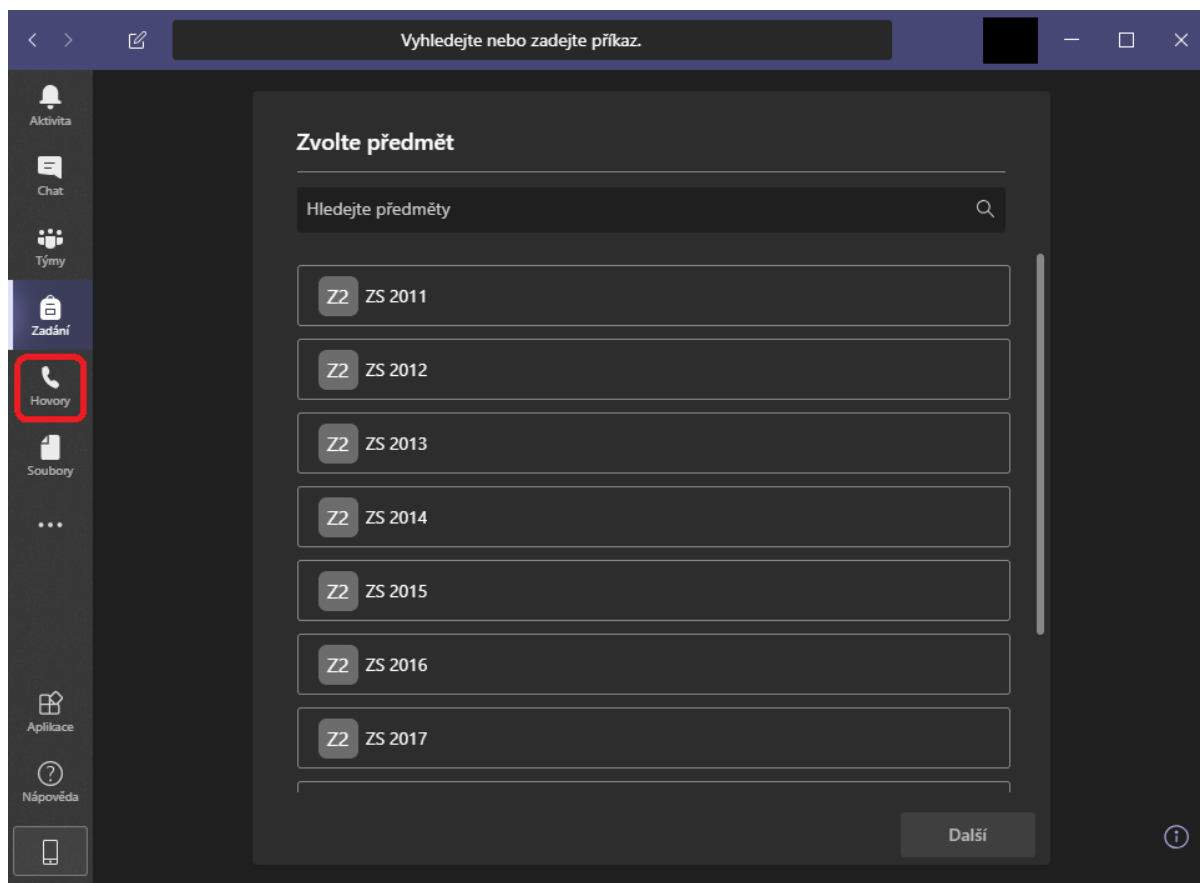 Vyhledejte nebo zadejte příkaz.
Aktivita
Chat
Týmy
Zadání
Hovory
Soubory
Aplikace
Nápověda
Zvolte předmět
Hledejte předměty
Z2 ZS 2011
Z2 ZS 2012
Z2 ZS 2013
Z2 ZS 2014
Z2 ZS 2015
Z2 ZS 2016
Z2 ZS 2017
Další